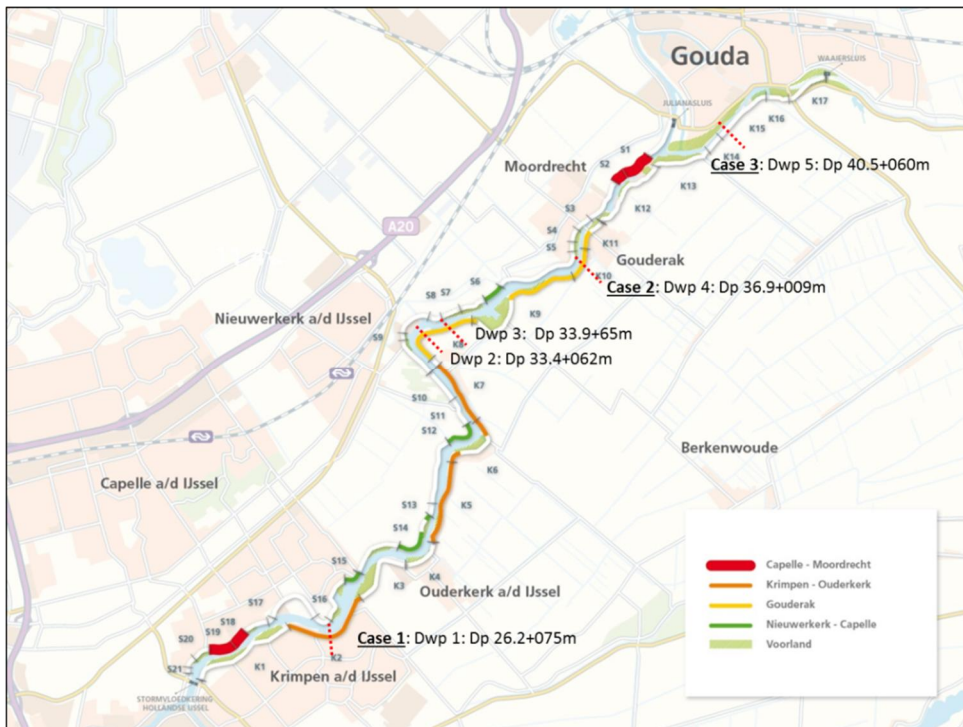 Gouda
WAAIERSLUIS
K17
K16
K15
JULIANASLUIS
K14
Case 3: Dwp 5: Dp 40.5+060m
S1
S2
Moordrecht
K13
K12
S3
S4
S5
K11
A20
Gouderak
K10
Case 2: Dwp 4: Dp 36.9+009m
S6
S7
S8
K9
Nieuwerkerk a/d IJssel
S9
K8
Dwp 3: Dp 33.9+65m
Dwp 2: Dp 33.4+062m
S10
K7
S11
S12
Berkenwoude
K6
Capelle a/d IJssel
S13
K5
S14
S15
K4
K3
Ouderkerk a/d IJssel
S16
S17
S18
S19
S20
S21
K1
K2
Case 1: Dwp 1: Dp 26.2+075m
Krimpen a/d IJssel
STORMVLOEDKERING
HOLLANDSE IJSSEL
Capelle - Moordrecht
Krimpen - Ouderkerk
Gouderak
Nieuwerkerk - Capelle
Voorland